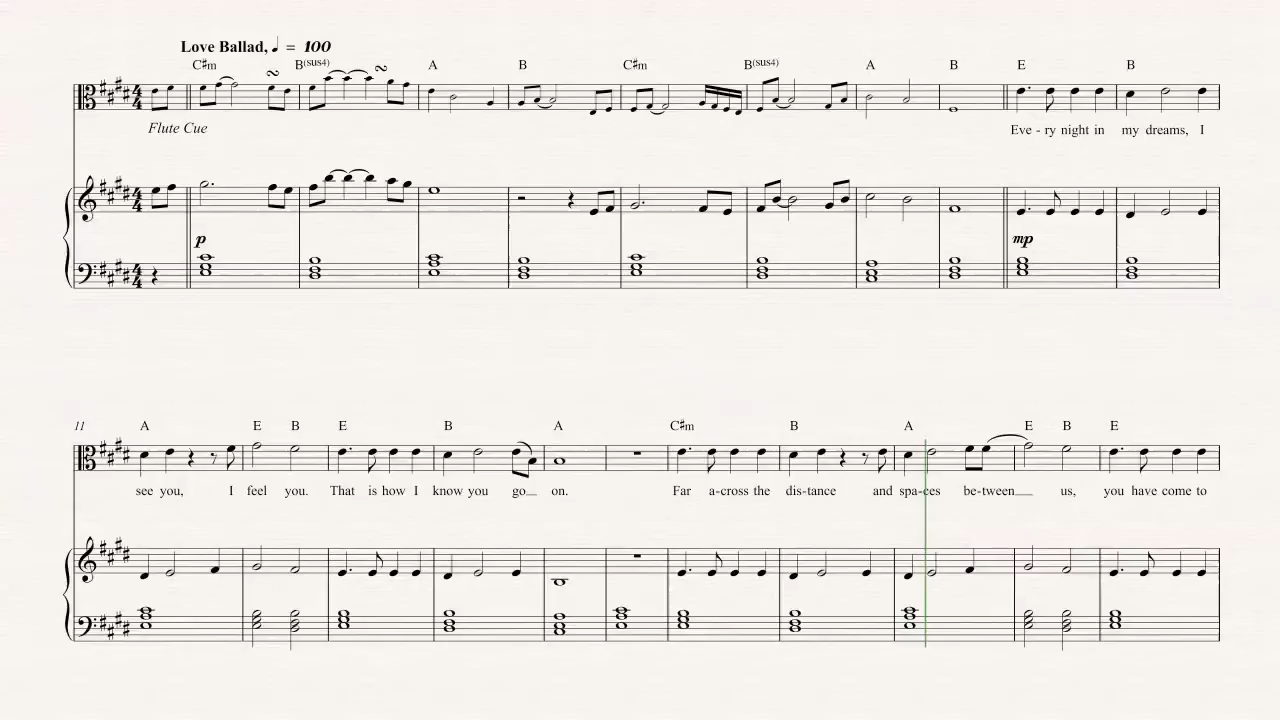 Love Ballad, ♩ = 100
C♯m B(sus4) A B C♯m B(sus4) A B E B
Flute Cue
Eve - ry night in my dreams, I
p mp
11 A E B E B A C♯m B A E B E
see you, I feel you. That is how I know you go on. Far a-cross the dis-tance and spa-ces be-tween us, you have come to